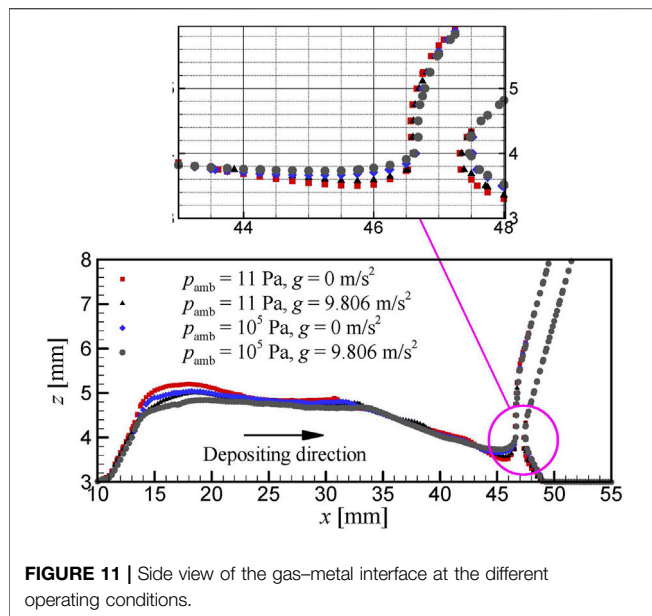 5
4
3
44 46 48
8
7
6
5
4
3
z [mm]
p_amb = 11 Pa, g = 0 m/s²
p_amb = 11 Pa, g = 9.806 m/s²
p_amb = 10⁵ Pa, g = 0 m/s²
p_amb = 10⁵ Pa, g = 9.806 m/s²
Depositing direction
10 15 20 25 30 35 40 45 50 55
x [mm]
FIGURE 11 | Side view of the gas–metal interface at the different
operating conditions.